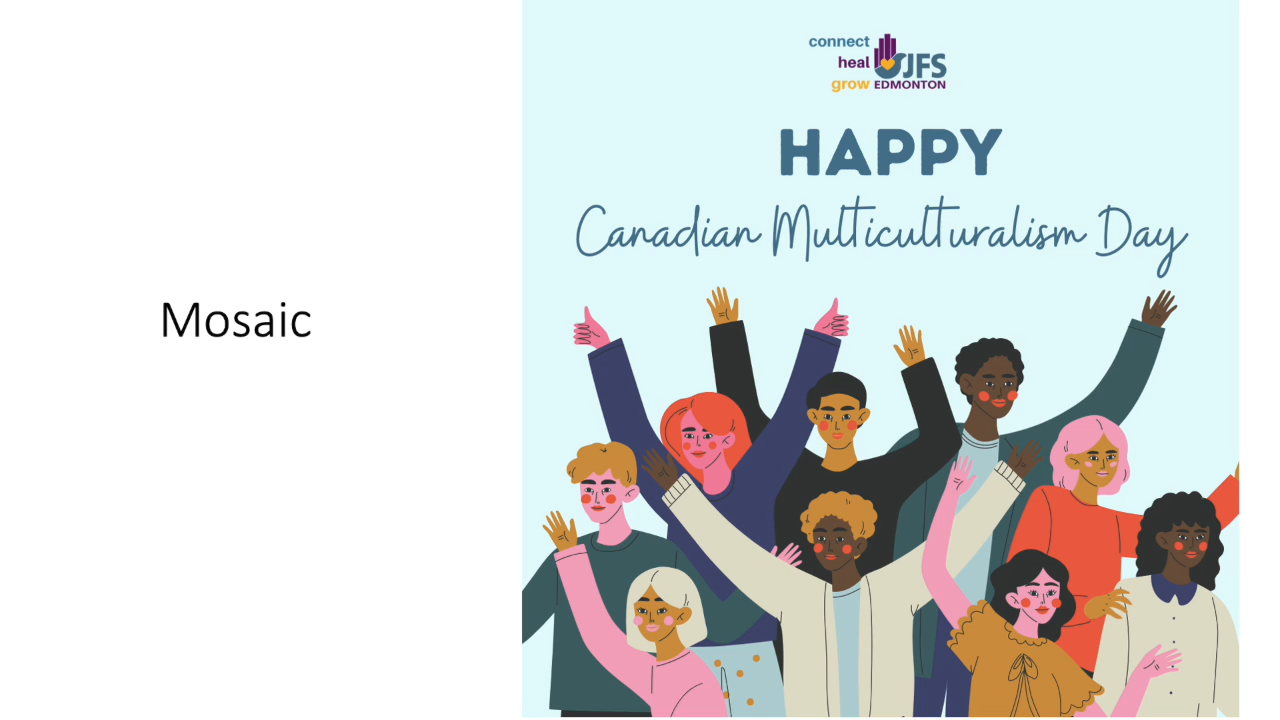 Mosaic
connect
heal
grow
JFS
EDMONTON
HAPPY
Canadian Multiculturalism Day